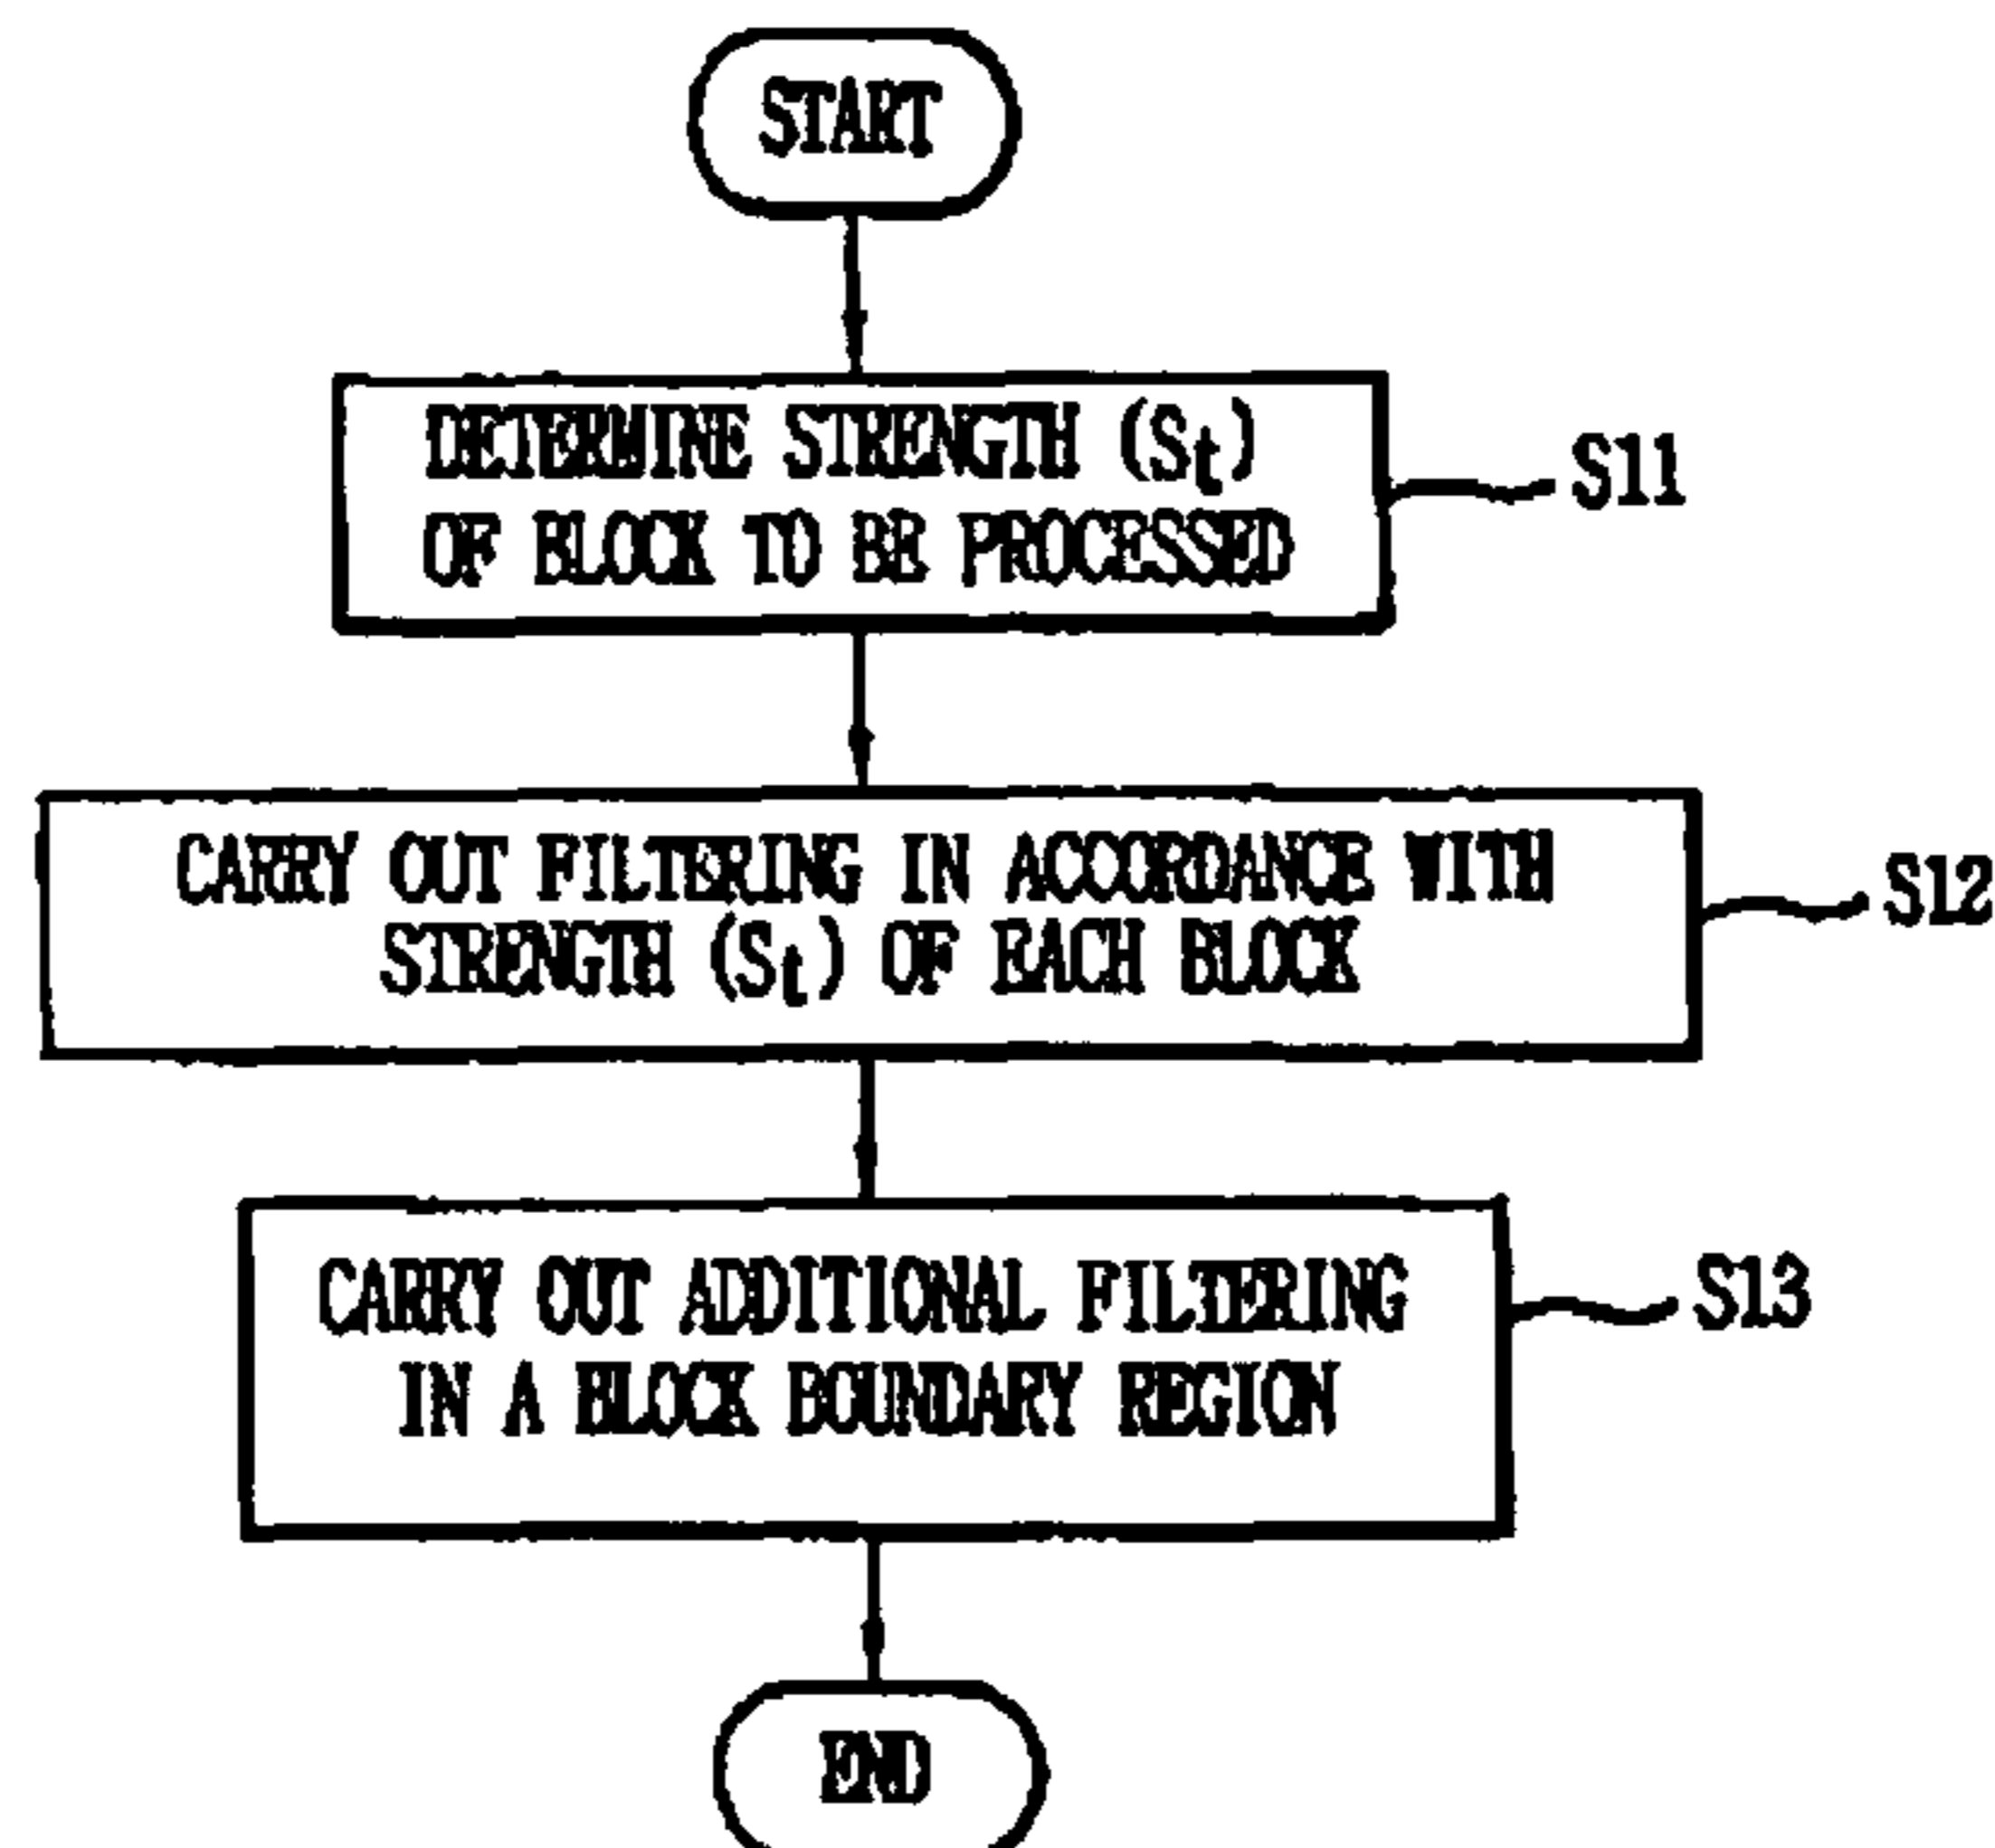 START
DETERMINE STRENGTH (St)
OF BLOCK TO BE PROCESSED
S11
CARRY OUT FILTERING IN ACCORDANCE WITH
STRENGTH (St) OF EACH BLOCK
S12
CARRY OUT ADDITIONAL FILTERING
IN A BLOCK BOUNDARY REGION
S13
END